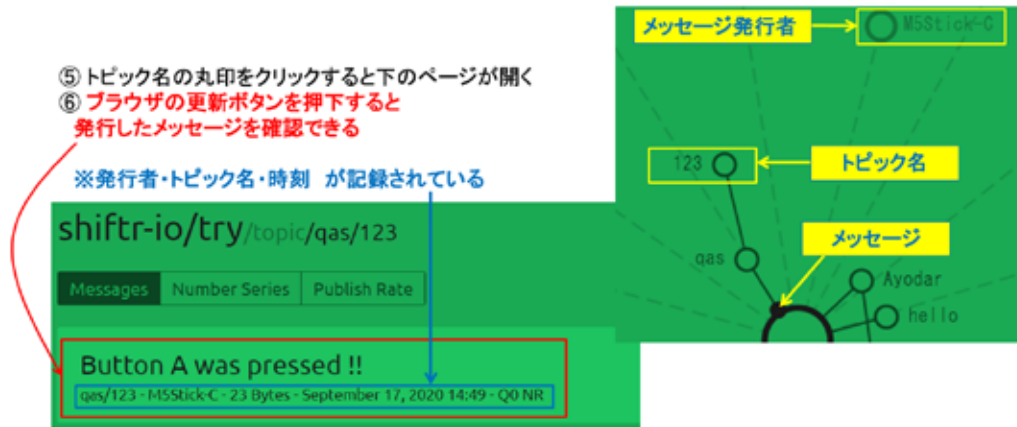 ⑤ トピック名の丸印をクリックすると下のページが開く
⑥ ブラウザの更新ボタンを押下すると
発行したメッセージを確認できる
※発行者・トピック名・時刻 が記録されている
shiftr-io/try/topic/qas/123
Messages Number Series Publish Rate
Button A was pressed !!
qas/123 - M5Stick-C - 23 Bytes - September 17, 2020 14:49 - Q0 NR
メッセージ発行者
M5Stick-C
123
トピック名
qas
メッセージ
Ayodar
hello